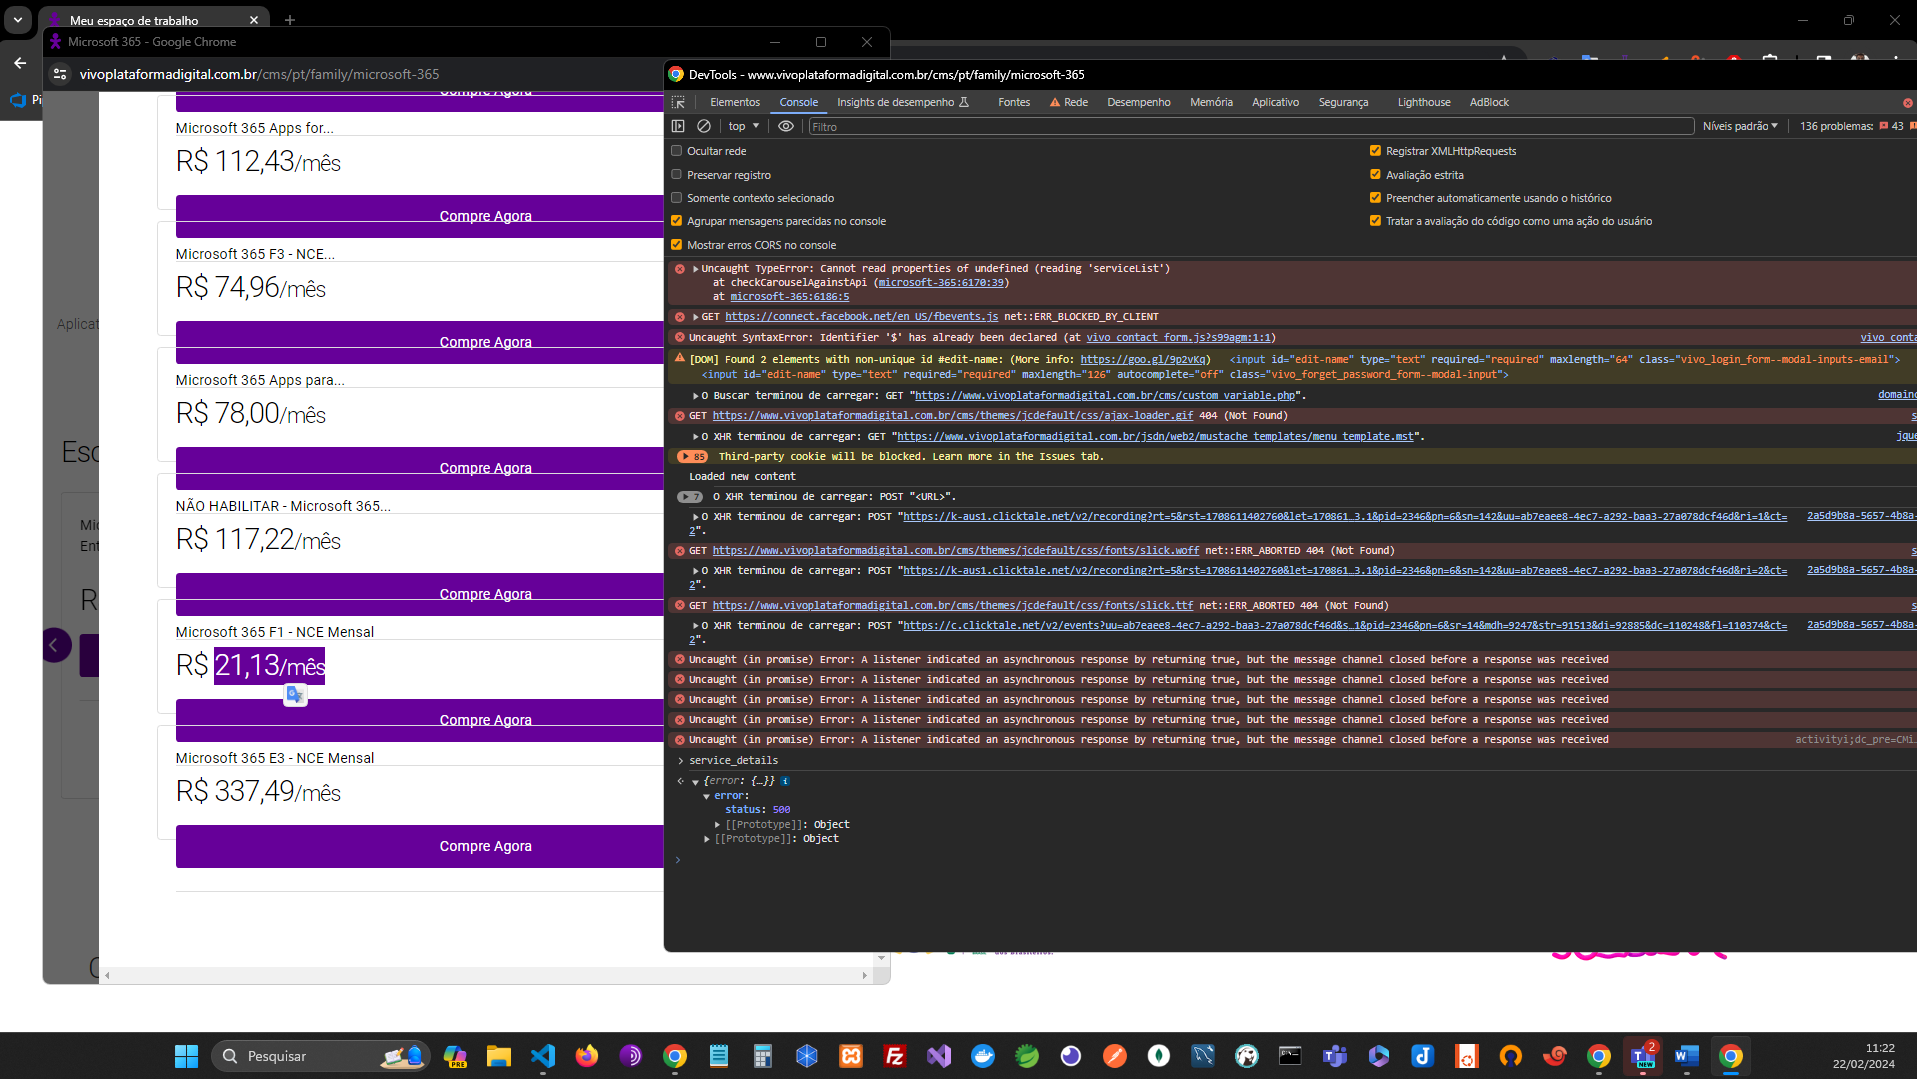 Meu espaço de trabalho
Microsoft 365 - Google Chrome
vivoplataformadigital.com.br/cms/pt/family/microsoft-365
Compre Agora
Microsoft 365 Apps for...
R$ 112,43/mês
Compre Agora
Microsoft 365 F3 - NCE...
R$ 74,96/mês
Aplicat
Compre Agora
Microsoft 365 Apps para...
R$ 78,00/mês
Esc
Compre Agora
NÃO HABILITAR - Microsoft 365...
Mic
Ent
R$ 117,22/mês
R
Compre Agora
Microsoft 365 F1 - NCE Mensal
R$ 21,13/mês
Compre Agora
Microsoft 365 E3 - NCE Mensal
R$ 337,49/mês
Compre Agora
DevTools - www.vivoplataformadigital.com.br/cms/pt/family/microsoft-365
Elementos Console Insights de desempenho Fontes Rede Desempenho Memória Aplicativo Segurança Lighthouse AdBlock
top Filtro Níveis padrão 136 problemas: 43
Ocultar rede
Registrar XMLHttpRequests
Preservar registro
Avaliação estrita
Somente contexto selecionado
Preencher automaticamente usando o histórico
Agrupar mensagens parecidas no console
Tratar a avaliação do código como uma ação do usuário
Mostrar erros CORS no console
Uncaught TypeError: Cannot read properties of undefined (reading 'serviceList')
at checkCarouselAgainstApi (microsoft-365:6170:39)
at microsoft-365:6186:5
GET https://connect.facebook.net/en_US/fbevents.js net::ERR_BLOCKED_BY_CLIENT
Uncaught SyntaxError: Identifier '$' has already been declared (at vivo_contact_form.js?s99agm:1:1) vivo_conta
[DOM] Found 2 elements with non-unique id #edit-name: (More info: https://goo.gl/9p2vKq) <input id="edit-name" type="text" required="required" maxlength="64" class="vivo_login_form--modal-inputs-email">
<input id="edit-name" type="text" required="required" maxlength="126" autocomplete="off" class="vivo_forget_password_form--modal-input">
O Buscar terminou de carregar: GET "https://www.vivoplataformadigital.com.br/cms/custom_variable.php". domainc
GET https://www.vivoplataformadigital.com.br/cms/themes/jcdefault/css/ajax-loader.gif 404 (Not Found) s
O XHR terminou de carregar: GET "https://www.vivoplataformadigital.com.br/jsdn/web2/mustache_templates/menu_template.mst". jque
85 Third-party cookie will be blocked. Learn more in the Issues tab.
Loaded new content
7 O XHR terminou de carregar: POST "<URL>".
O XHR terminou de carregar: POST "https://k-aus1.clicktale.net/v2/recording?rt=5&rst=1708611402760&let=170861…3.1&pid=2346&pn=6&sn=142&uu=ab7eaee8-4ec7-a292-baa3-27a078dcf46d&ri=1&ct= 2a5d9b8a-5657-4b8a-
2".
GET https://www.vivoplataformadigital.com.br/cms/themes/jcdefault/css/fonts/slick.woff net::ERR_ABORTED 404 (Not Found) s
O XHR terminou de carregar: POST "https://k-aus1.clicktale.net/v2/recording?rt=5&rst=1708611402760&let=170861…3.1&pid=2346&pn=6&sn=142&uu=ab7eaee8-4ec7-a292-baa3-27a078dcf46d&ri=2&ct= 2a5d9b8a-5657-4b8a-
2".
GET https://www.vivoplataformadigital.com.br/cms/themes/jcdefault/css/fonts/slick.ttf net::ERR_ABORTED 404 (Not Found) s
O XHR terminou de carregar: POST "https://c.clicktale.net/v2/events?uu=ab7eaee8-4ec7-a292-baa3-27a078dcf46d&s…1&pid=2346&pn=6&sr=14&mdh=9247&str=91513&di=92885&dc=110248&fl=110374&ct= 2a5d9b8a-5657-4b8a-
2".
Uncaught (in promise) Error: A listener indicated an asynchronous response by returning true, but the message channel closed before a response was received
Uncaught (in promise) Error: A listener indicated an asynchronous response by returning true, but the message channel closed before a response was received
Uncaught (in promise) Error: A listener indicated an asynchronous response by returning true, but the message channel closed before a response was received
Uncaught (in promise) Error: A listener indicated an asynchronous response by returning true, but the message channel closed before a response was received
Uncaught (in promise) Error: A listener indicated an asynchronous response by returning true, but the message channel closed before a response was received activityi;dc_pre=CMi…
service_details
{error: {…}}
error:
status: 500
[[Prototype]]: Object
[[Prototype]]: Object
Pesquisar
PRE
2
NEW
11:22
22/02/2024